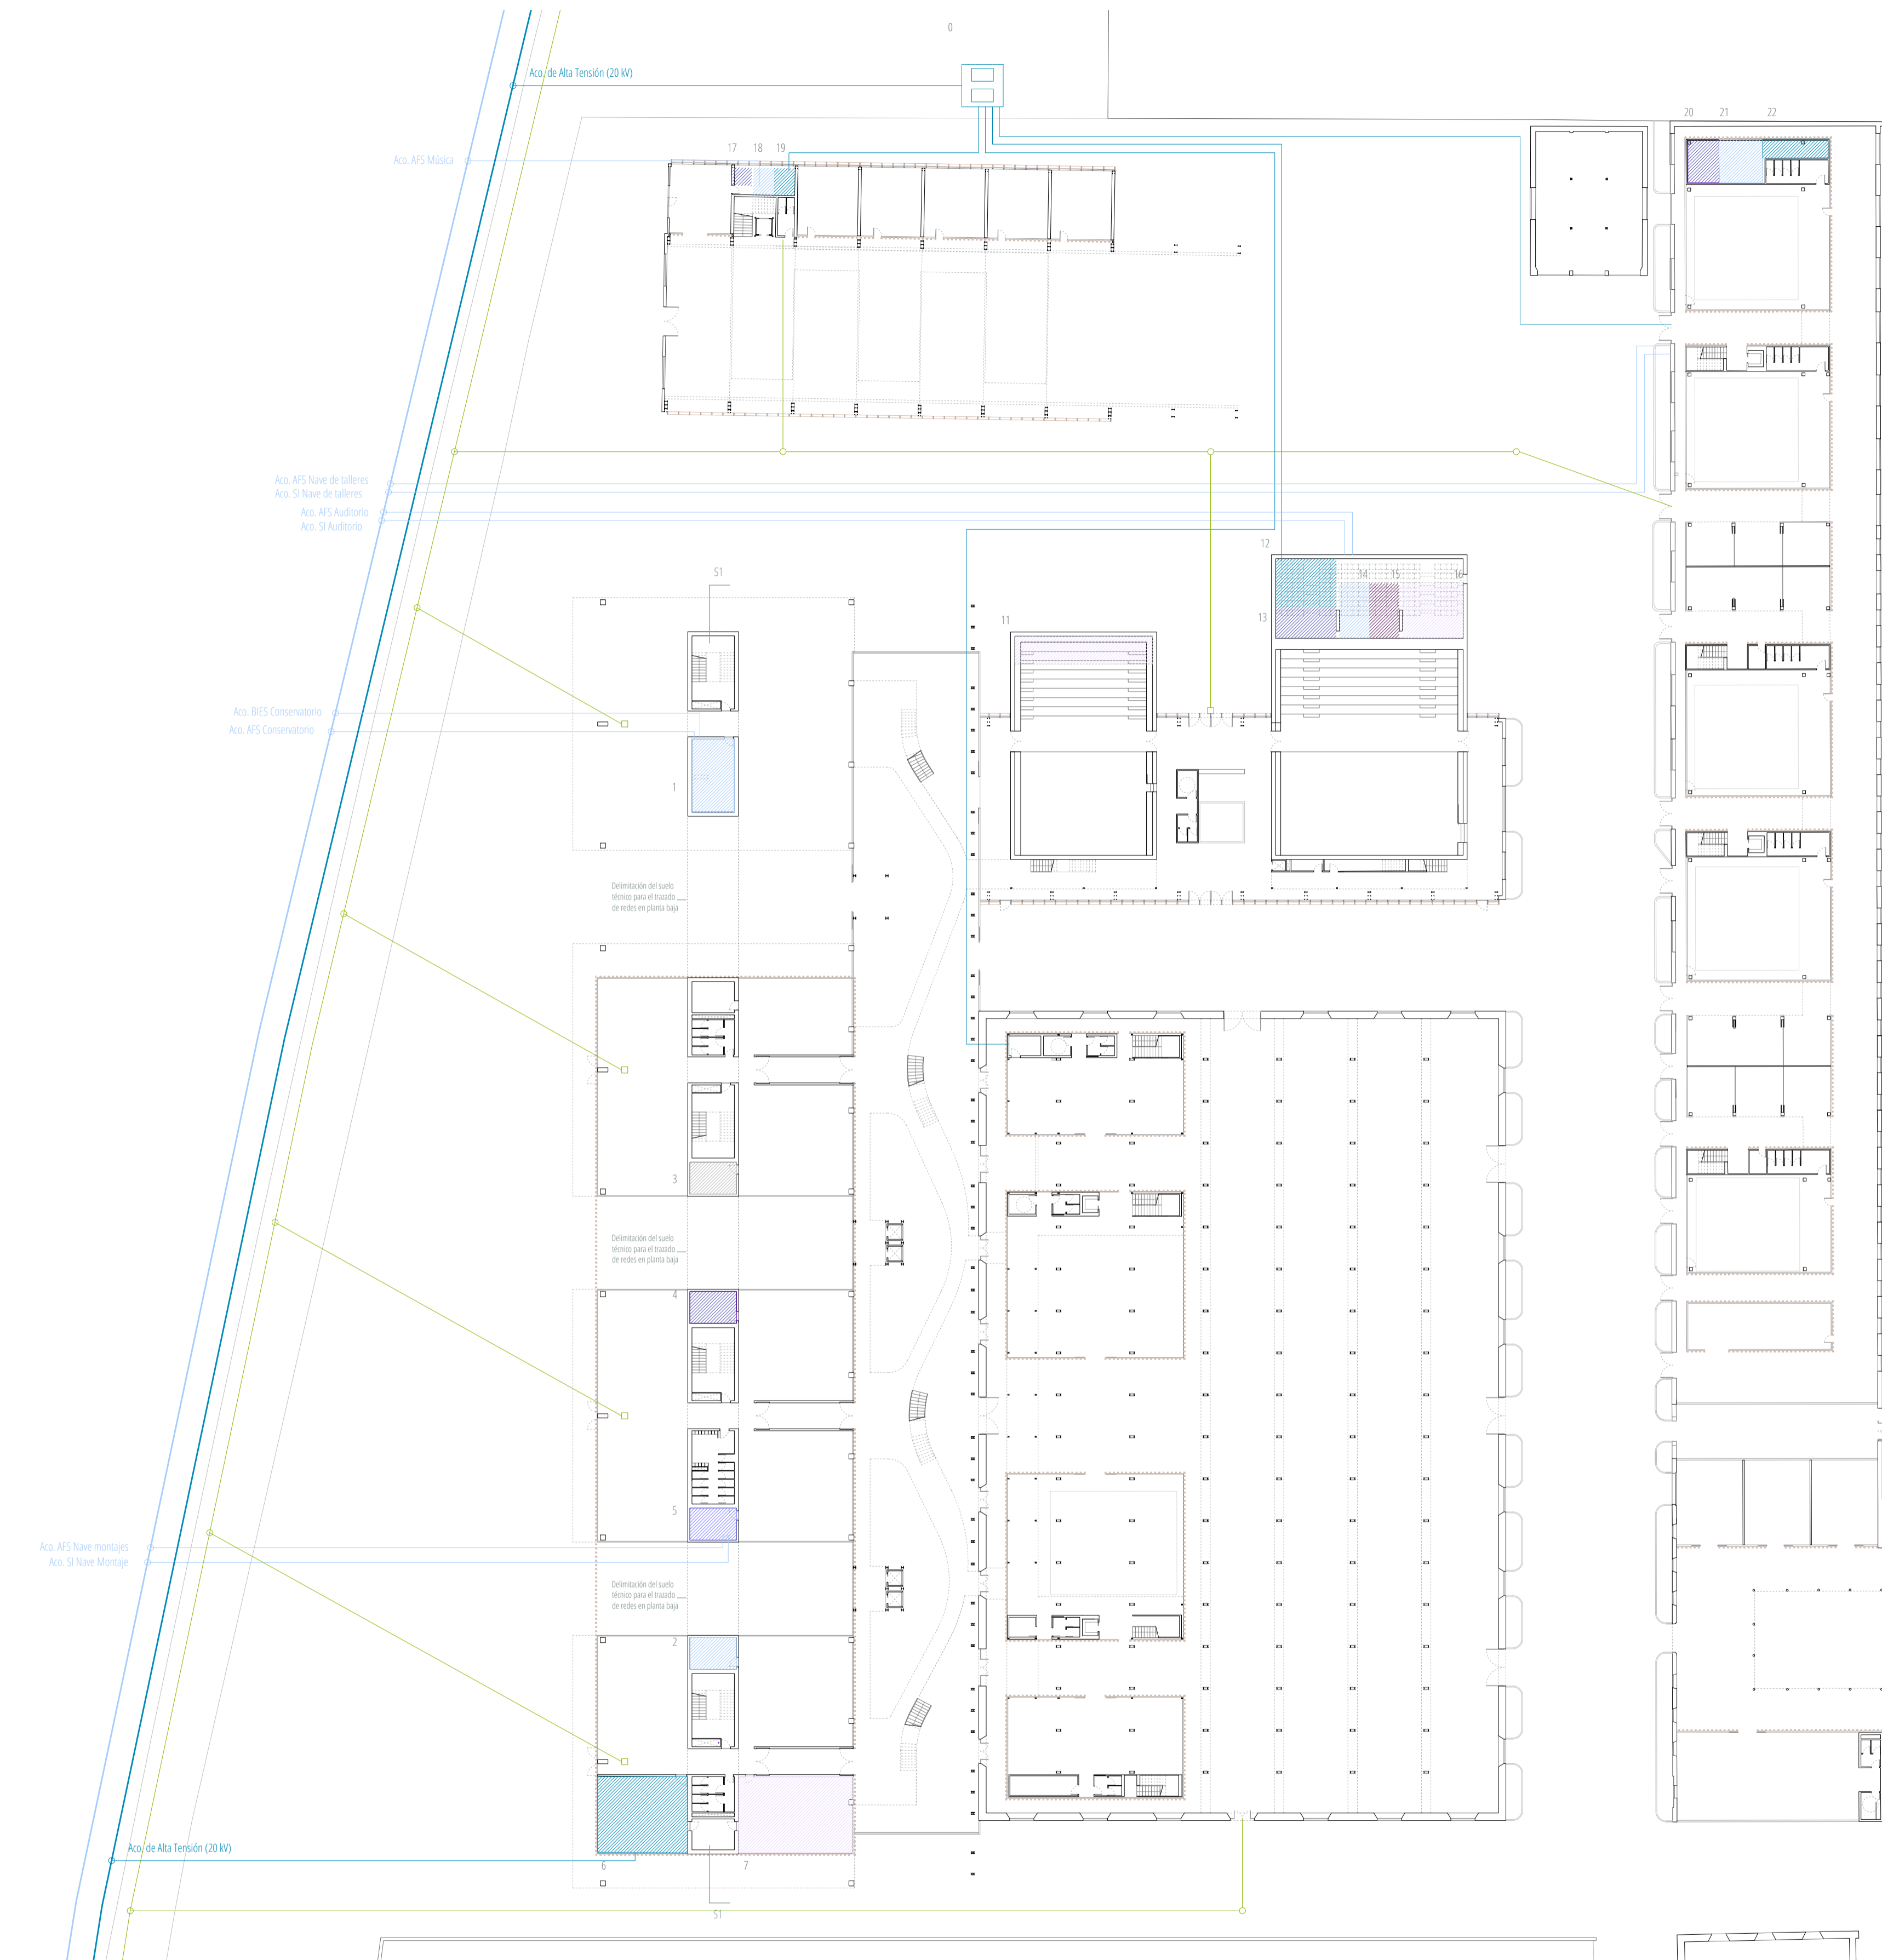 0
Aco. de Alta Tensión (20 kV)
20
21
22
17
18
19
Aco. AFS Música
Aco. AFS Nave de talleres
Aco. SI Nave de talleres
Aco. AFS Auditorio
Aco. SI Auditorio
12
S1
14
15
16
13
11
Aco. BIES Conservatorio
Aco. AFS Conservatorio
1
Delimitación del suelo
técnico para el trazado
de redes en planta baja
3
Delimitación del suelo
técnico para el trazado
de redes en planta baja
4
5
Aco. AFS Nave montajes
Aco. SI Nave Montaje
Delimitación del suelo
técnico para el trazado
de redes en planta baja
2
Aco. de Alta Tensión (20 kV)
6
7
S1